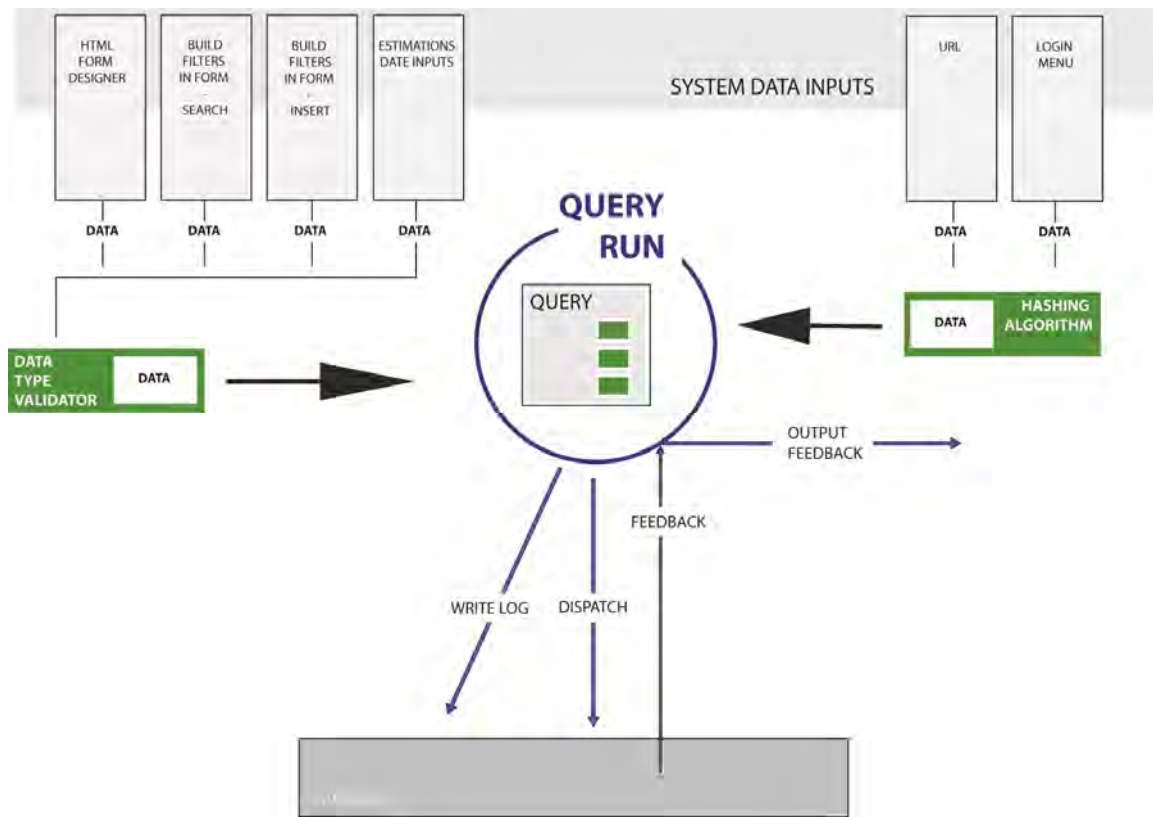 HTML
FORM
DESIGNER
BUILD
FILTERS
IN FORM
-
SEARCH
BUILD
FILTERS
IN FORM
-
INSERT
ESTIMATIONS
DATE INPUTS
SYSTEM DATA INPUTS
URL
LOGIN
MENU
DATA
DATA
DATA
DATA
DATA
DATA
QUERY
RUN
QUERY
DATA
HASHING
ALGORITHM
DATA
TYPE
VALIDATOR
DATA
OUTPUT
FEEDBACK
FEEDBACK
WRITE LOG
DISPATCH